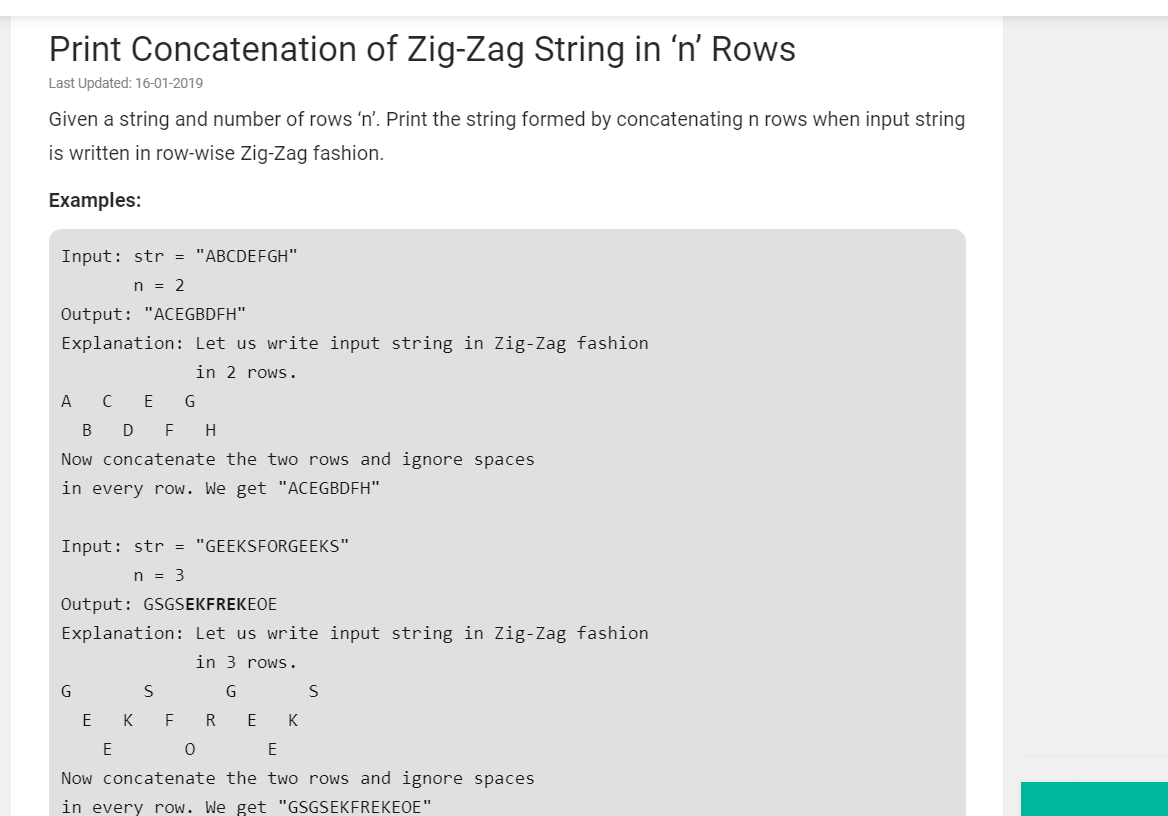 Print Concatenation of Zig-Zag String in ‘n’ Rows
Last Updated: 16-01-2019
Given a string and number of rows ‘n’. Print the string formed by concatenating n rows when input string
is written in row-wise Zig-Zag fashion.
Examples:
Input: str = "ABCDEFGH"
       n = 2
Output: "ACEGBDFH"
Explanation: Let us write input string in Zig-Zag fashion
             in 2 rows.
A   C   E   G
  B   D   F   H
Now concatenate the two rows and ignore spaces
in every row. We get "ACEGBDFH"
Input: str = "GEEKSFORGEEKS"
       n = 3
Output: GSGSEKFREKEOE
Explanation: Let us write input string in Zig-Zag fashion
             in 3 rows.
G       S       G       S
  E   K   F   R   E   K
    E       O       E
Now concatenate the two rows and ignore spaces
in every row. We get "GSGSEKFREKEOE"